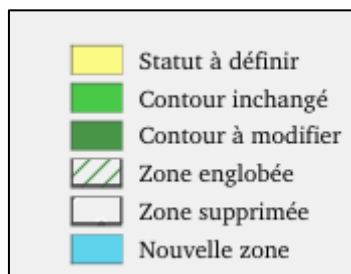 Statut à définir
Contour inchangé
Contour à modifier
Zone englobée
Zone supprimée
Nouvelle zone